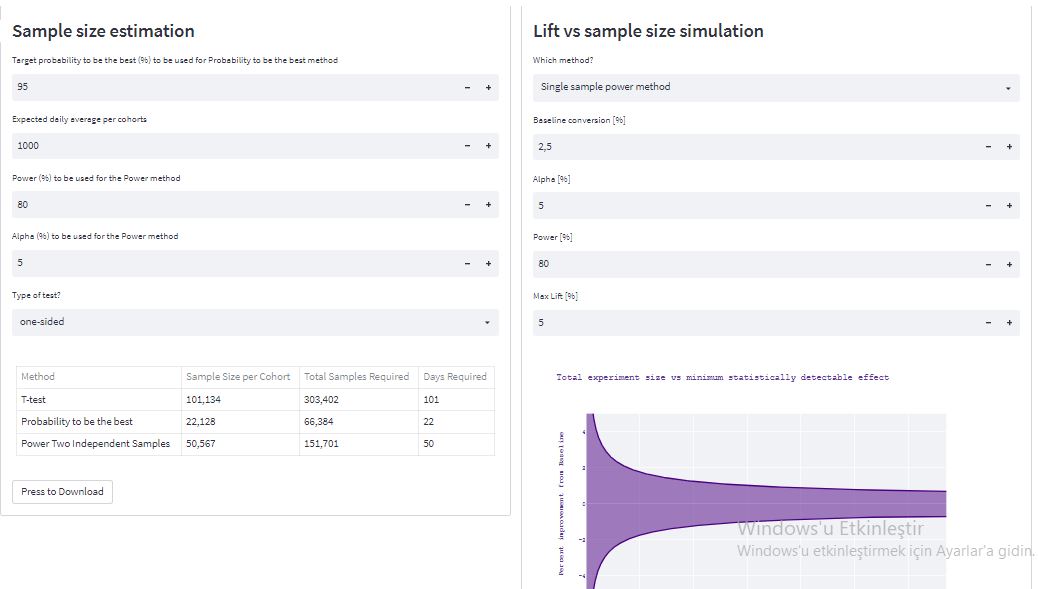 Sample size estimation
Target probability to be the best (%) to be used for Probability to be the best method
95
Expected daily average per cohorts
1000
Power (%) to be used for the Power method
80
Alpha (%) to be used for the Power method
5
Type of test?
one-sided
Method Sample Size per Cohort Total Samples Required Days Required
T-test 101,134 303,402 101
Probability to be the best 22,128 66,384 22
Power Two Independent Samples 50,567 151,701 50
Press to Download
Lift vs sample size simulation
Which method?
Single sample power method
Baseline conversion [%]
2,5
Alpha [%]
5
Power [%]
80
Max Lift [%]
5
Total experiment size vs minimum statistically detectable effect
Percent improvement from Baseline
4
2
0
−2
−4
Windows'u Etkinleştir
Windows'u etkinleştirmek için Ayarlar'a gidin.